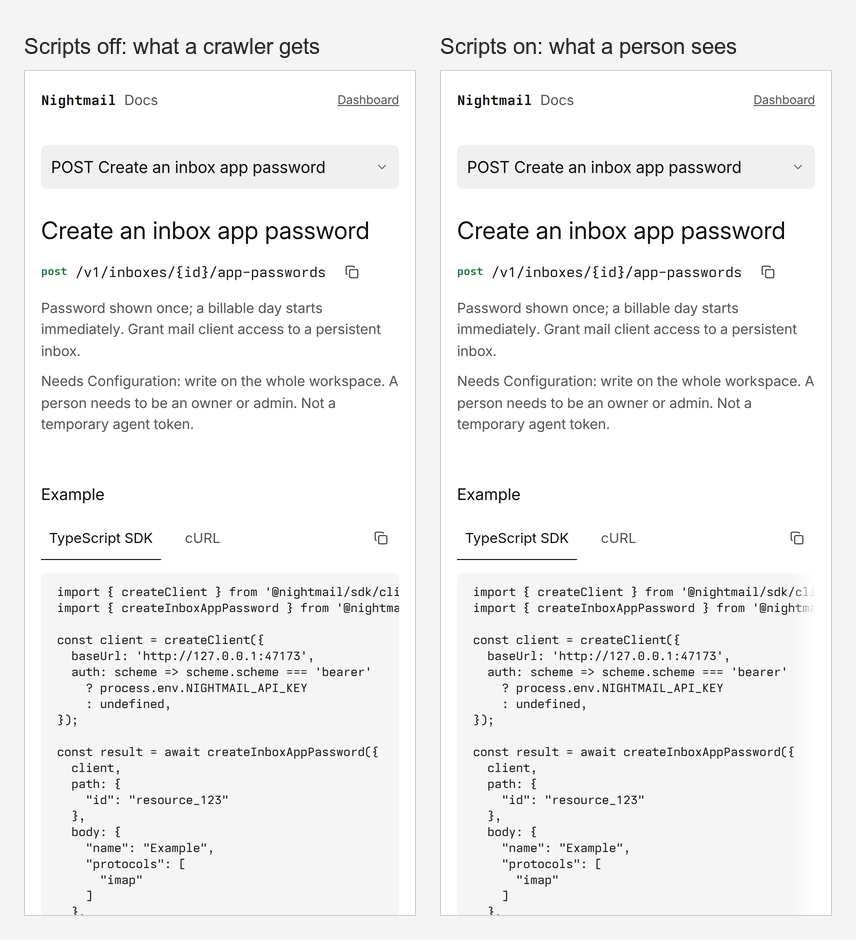 Scripts off: what a crawler gets
Nightmail Docs
Dashboard
POST Create an inbox app password
Create an inbox app password
post /v1/inboxes/{id}/app-passwords
Password shown once; a billable day starts
immediately. Grant mail client access to a persistent
inbox.
Needs Configuration: write on the whole workspace. A
person needs to be an owner or admin. Not a
temporary agent token.
Example
TypeScript SDK
cURL
import { createClient } from '@nightmail/sdk/cli
import { createInboxAppPassword } from '@nightma
const client = createClient({
  baseUrl: 'http://127.0.0.1:47173',
  auth: scheme => scheme.scheme === 'bearer'
    ? process.env.NIGHTMAIL_API_KEY
    : undefined,
});
const result = await createInboxAppPassword({
  client,
  path: {
    "id": "resource_123"
  },
  body: {
    "name": "Example",
    "protocols": [
      "imap"
    ]
  },
Scripts on: what a person sees
Nightmail Docs
Dashboard
POST Create an inbox app password
Create an inbox app password
post /v1/inboxes/{id}/app-passwords
Password shown once; a billable day starts
immediately. Grant mail client access to a persistent
inbox.
Needs Configuration: write on the whole workspace. A
person needs to be an owner or admin. Not a
temporary agent token.
Example
TypeScript SDK
cURL
import { createClient } from '@nightmail/sdk/cli
import { createInboxAppPassword } from '@nightma
const client = createClient({
  baseUrl: 'http://127.0.0.1:47173',
  auth: scheme => scheme.scheme === 'bearer'
    ? process.env.NIGHTMAIL_API_KEY
    : undefined,
});
const result = await createInboxAppPassword({
  client,
  path: {
    "id": "resource_123"
  },
  body: {
    "name": "Example",
    "protocols": [
      "imap"
    ]
  },